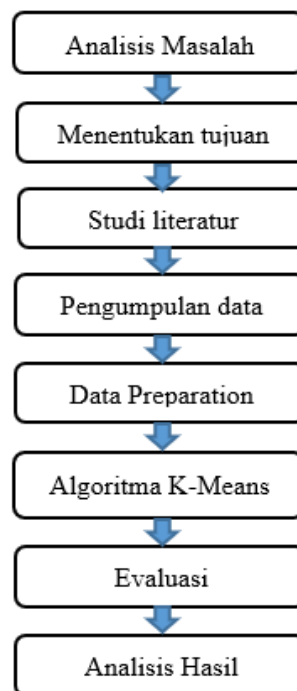 Analisis Masalah
Menentukan tujuan
Studi literatur
Pengumpulan data
Data Preparation
Algoritma K-Means
Evaluasi
Analisis Hasil